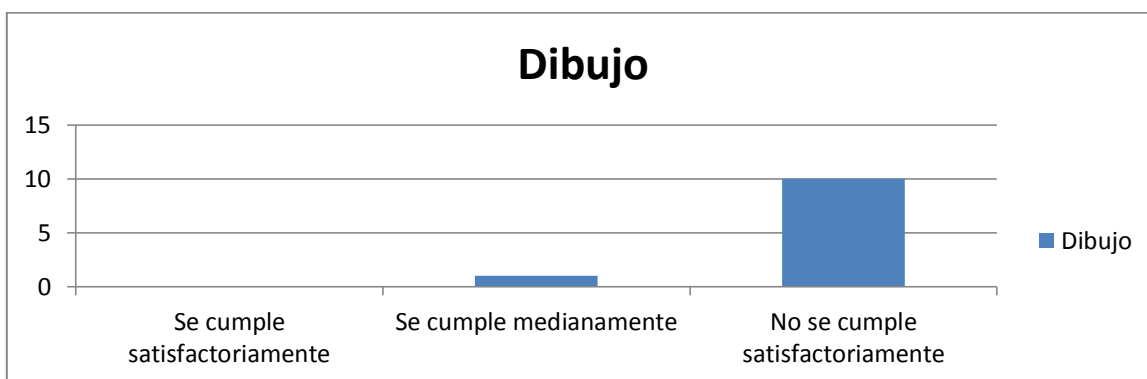 Dibujo
15
10
5
0
Se cumple
satisfactoriamente
Se cumple medianamente
No se cumple
satisfactoriamente
Dibujo